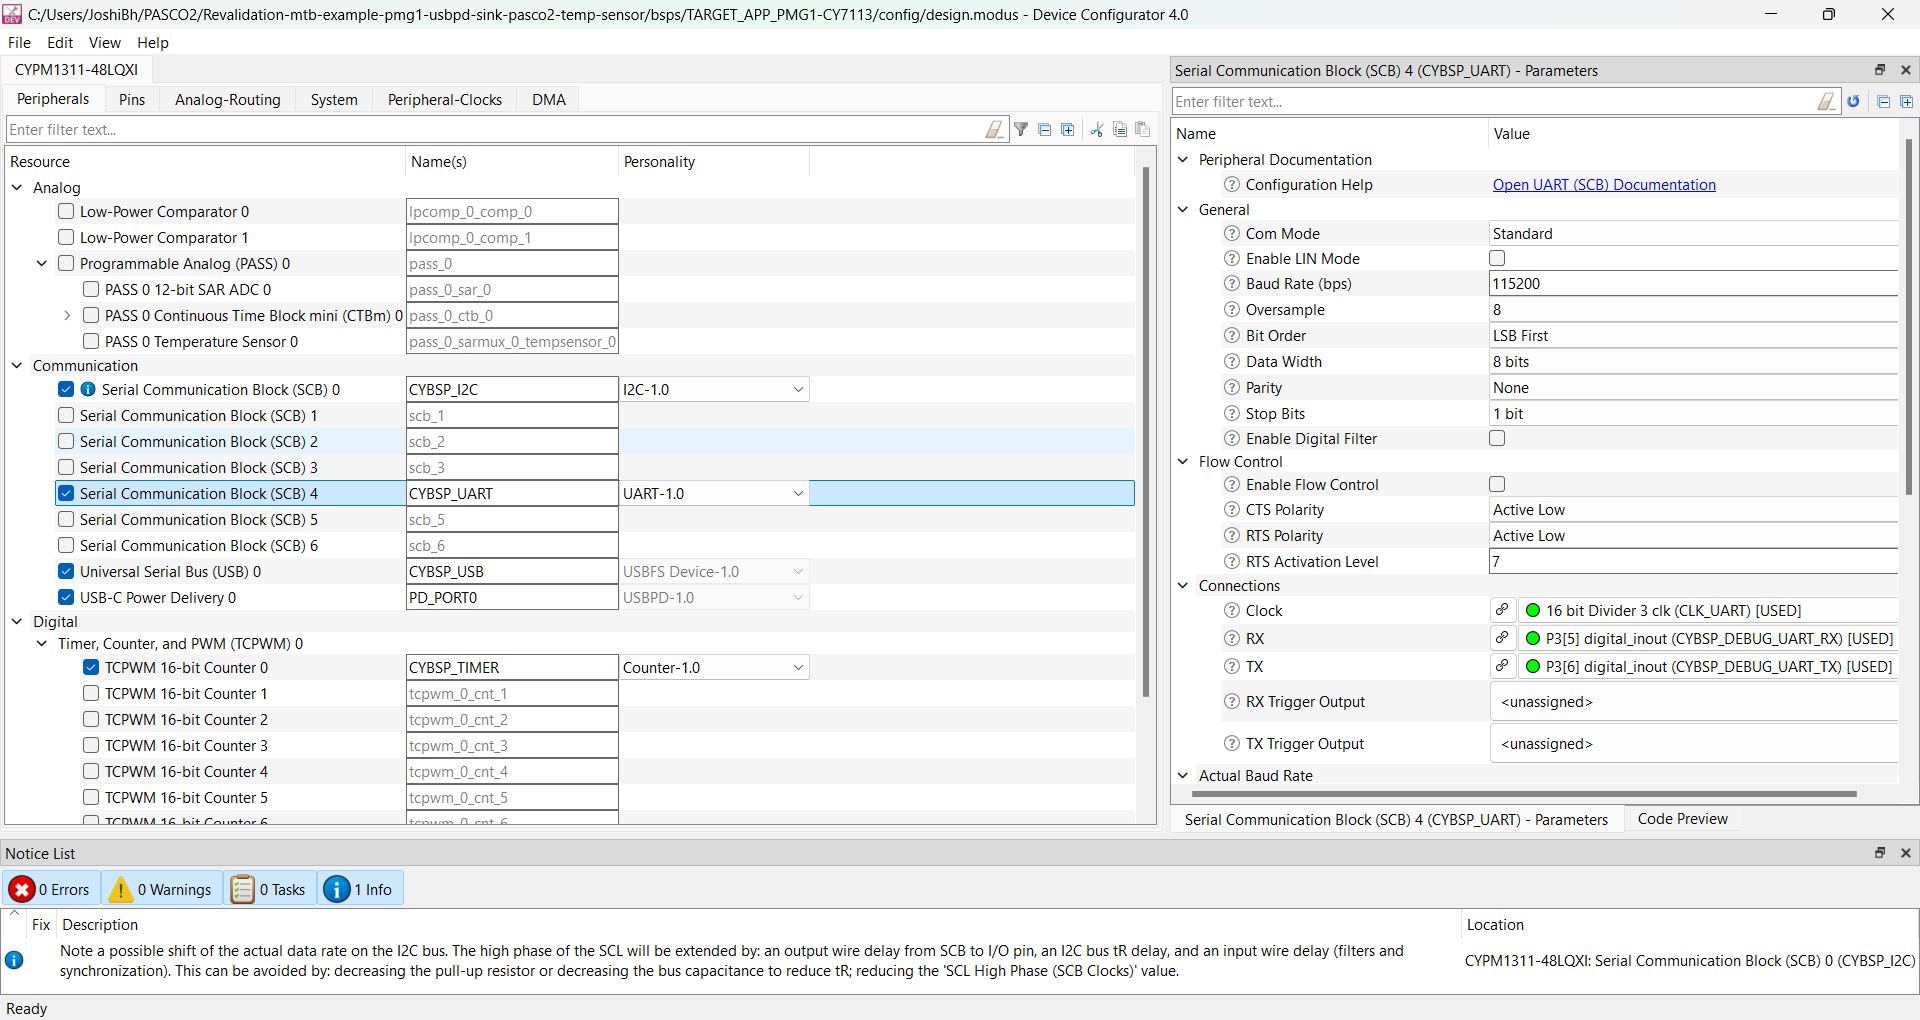 C:/Users/JoshiBh/PASCO2/Revalidation-mtb-example-pmg1-usbpd-sink-pasco2-temp-sensor/bsps/TARGET_APP_PMG1-CY7113/config/design.modus - Device Configurator 4.0
File Edit View Help
CYPM1311-48LQXI
Peripherals Pins Analog-Routing System Peripheral-Clocks DMA
Enter filter text...
Resource Name(s) Personality
Analog
Low-Power Comparator 0 lpcomp_0_comp_0
Low-Power Comparator 1 lpcomp_0_comp_1
Programmable Analog (PASS) 0 pass_0
PASS 0 12-bit SAR ADC 0 pass_0_sar_0
PASS 0 Continuous Time Block mini (CTBm) 0 pass_0_ctb_0
PASS 0 Temperature Sensor 0 pass_0_sarmux_0_tempsensor_0
Communication
Serial Communication Block (SCB) 0 CYBSP_I2C I2C-1.0
Serial Communication Block (SCB) 1 scb_1
Serial Communication Block (SCB) 2 scb_2
Serial Communication Block (SCB) 3 scb_3
Serial Communication Block (SCB) 4 CYBSP_UART UART-1.0
Serial Communication Block (SCB) 5 scb_5
Serial Communication Block (SCB) 6 scb_6
Universal Serial Bus (USB) 0 CYBSP_USB USBFS Device-1.0
USB-C Power Delivery 0 PD_PORT0 USBPD-1.0
Digital
Timer, Counter, and PWM (TCPWM) 0
TCPWM 16-bit Counter 0 CYBSP_TIMER Counter-1.0
TCPWM 16-bit Counter 1 tcpwm_0_cnt_1
TCPWM 16-bit Counter 2 tcpwm_0_cnt_2
TCPWM 16-bit Counter 3 tcpwm_0_cnt_3
TCPWM 16-bit Counter 4 tcpwm_0_cnt_4
TCPWM 16-bit Counter 5 tcpwm_0_cnt_5
TCPWM 16-bit Counter 6 tcpwm_0_cnt_6
Serial Communication Block (SCB) 4 (CYBSP_UART) - Parameters
Enter filter text...
Name Value
Peripheral Documentation
Configuration Help Open UART (SCB) Documentation
General
Com Mode Standard
Enable LIN Mode
Baud Rate (bps) 115200
Oversample 8
Bit Order LSB First
Data Width 8 bits
Parity None
Stop Bits 1 bit
Enable Digital Filter
Flow Control
Enable Flow Control
CTS Polarity Active Low
RTS Polarity Active Low
RTS Activation Level 7
Connections
Clock 16 bit Divider 3 clk (CLK_UART) [USED]
RX P3[5] digital_inout (CYBSP_DEBUG_UART_RX) [USED]
TX P3[6] digital_inout (CYBSP_DEBUG_UART_TX) [USED]
RX Trigger Output <unassigned>
TX Trigger Output <unassigned>
Actual Baud Rate
Serial Communication Block (SCB) 4 (CYBSP_UART) - Parameters Code Preview
Notice List
0 Errors 0 Warnings 0 Tasks 1 Info
Fix Description Location
Note a possible shift of the actual data rate on the I2C bus. The high phase of the SCL will be extended by: an output wire delay from SCB to I/O pin, an I2C bus tR delay, and an input wire delay (filters and
synchronization). This can be avoided by: decreasing the pull-up resistor or decreasing the bus capacitance to reduce tR; reducing the 'SCL High Phase (SCB Clocks)' value.
CYPM1311-48LQXI: Serial Communication Block (SCB) 0 (CYBSP_I2C)
Ready